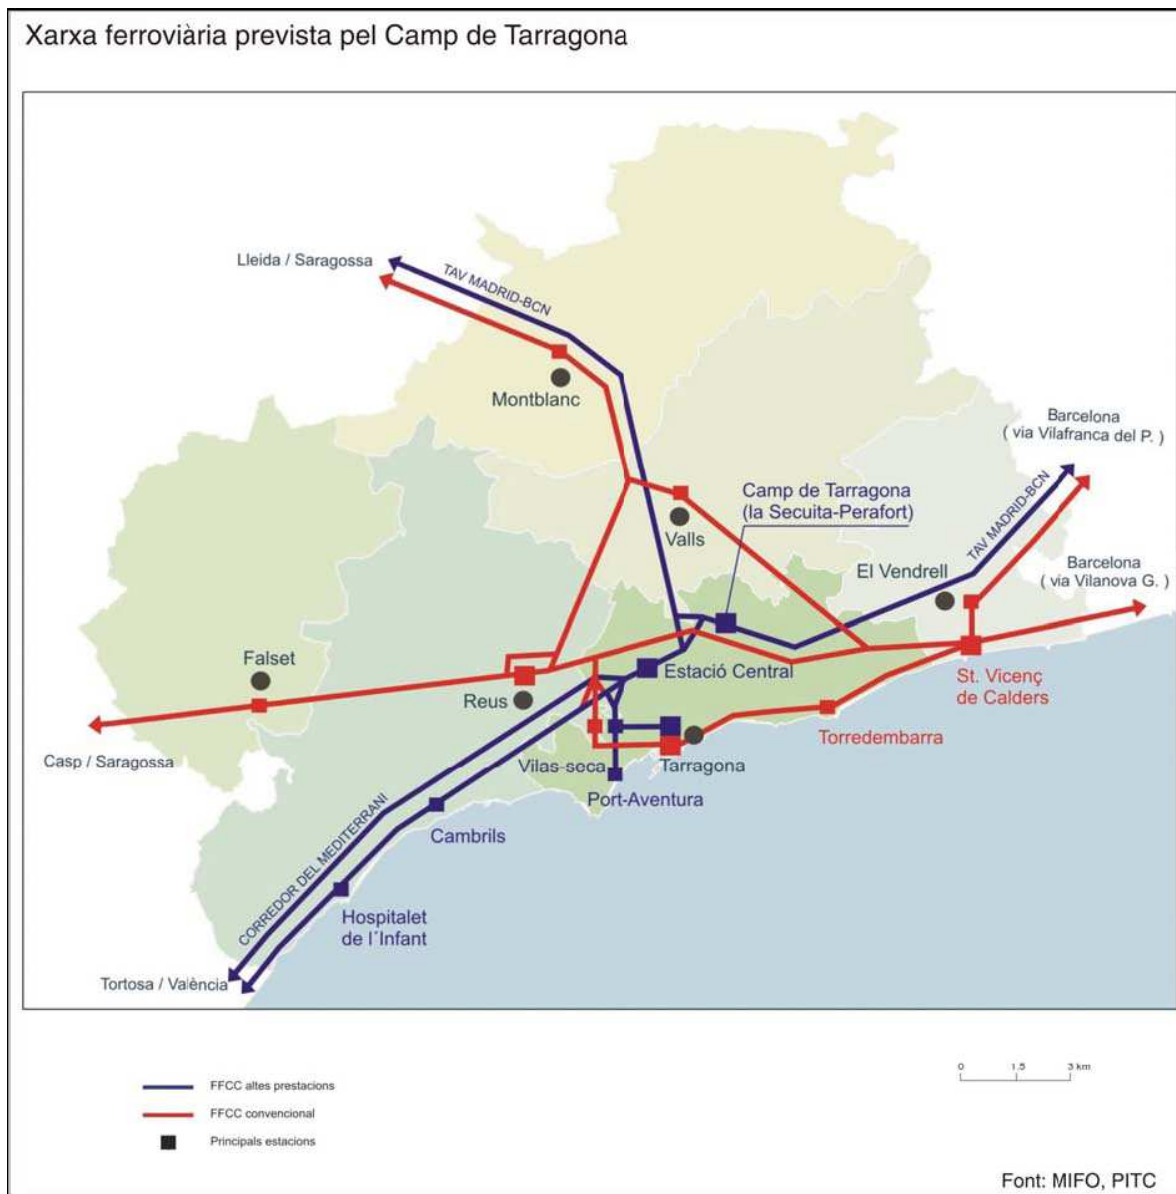 Xarxa ferroviària prevista pel Camp de Tarragona
Lleida / Saragossa
TAV MADRID-BCN
Montblanc
Barcelona
( via Vilafranca del P. )
Camp de Tarragona
(la Secuita-Perafort)
Valls
TAV MADRID-BCN
El Vendrell
Barcelona
( via Vilanova G. )
Falset
Estació Central
Reus
St. Vicenç
de Calders
Torredembarra
Casp / Saragossa
Vilas-seca
Tarragona
Port-Aventura
Cambrils
CORREDOR DEL MEDITERRANI
Hospitalet
de l´Infant
Tortosa / València
FFCC altes prestacions
FFCC convencional
Principals estacions
0 1,5 3 km
Font: MIFO, PITC